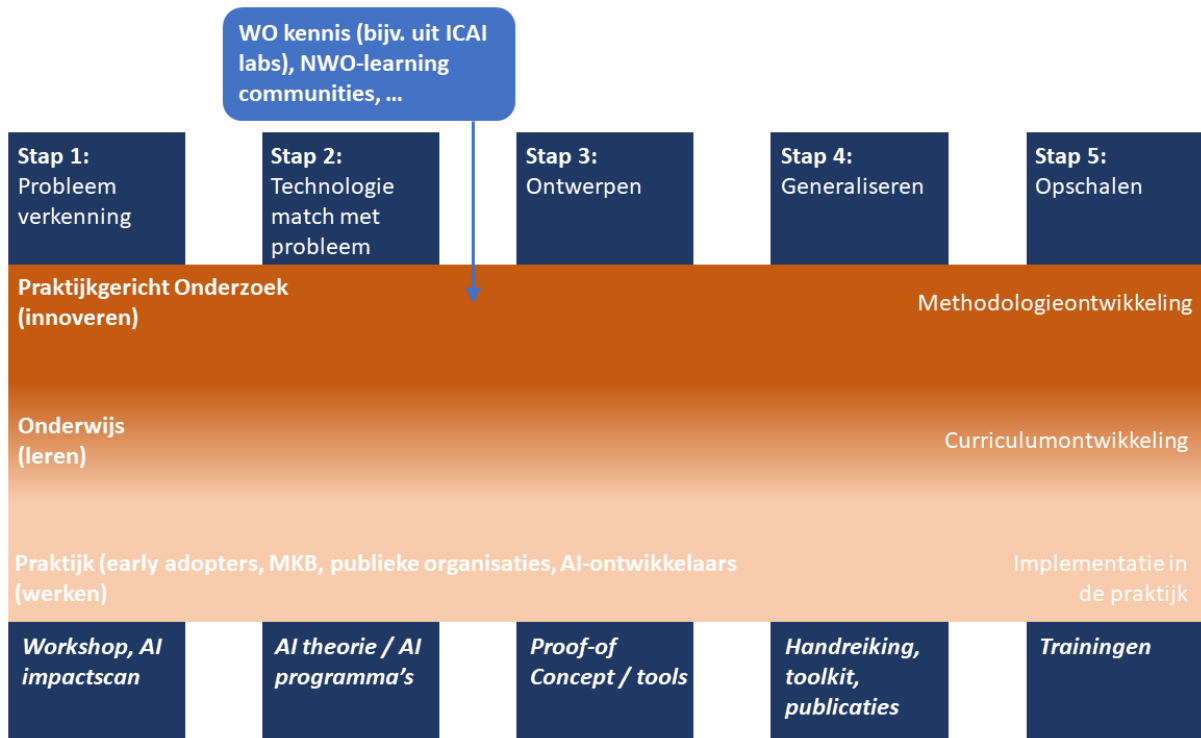 WO kennis (bijv. uit ICAI
labs), NWO-learning
communities, ...
Stap 1:
Probleem
verkenning
Stap 2:
Technologie
match met
probleem
Stap 3:
Ontwerpen
Stap 4:
Generaliseren
Stap 5:
Opschalen
Praktijkgericht Onderzoek
(innoveren)
Methodologieontwikkeling
Onderwijs
(leren)
Curriculumontwikkeling
Praktijk (early adopters, MKB, publieke organisaties, AI-ontwikkelaars
(werken)
Implementatie in
de praktijk
Workshop, AI
impactscan
AI theorie / AI
programma's
Proof-of
Concept / tools
Handreiking,
toolkit,
publicaties
Trainingen